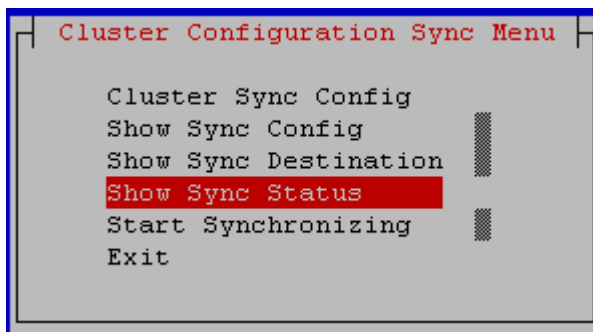 Cluster Configuration Sync Menu
Cluster Sync Config
Show Sync Config
Show Sync Destination
Show Sync Status
Start Synchronizing
Exit